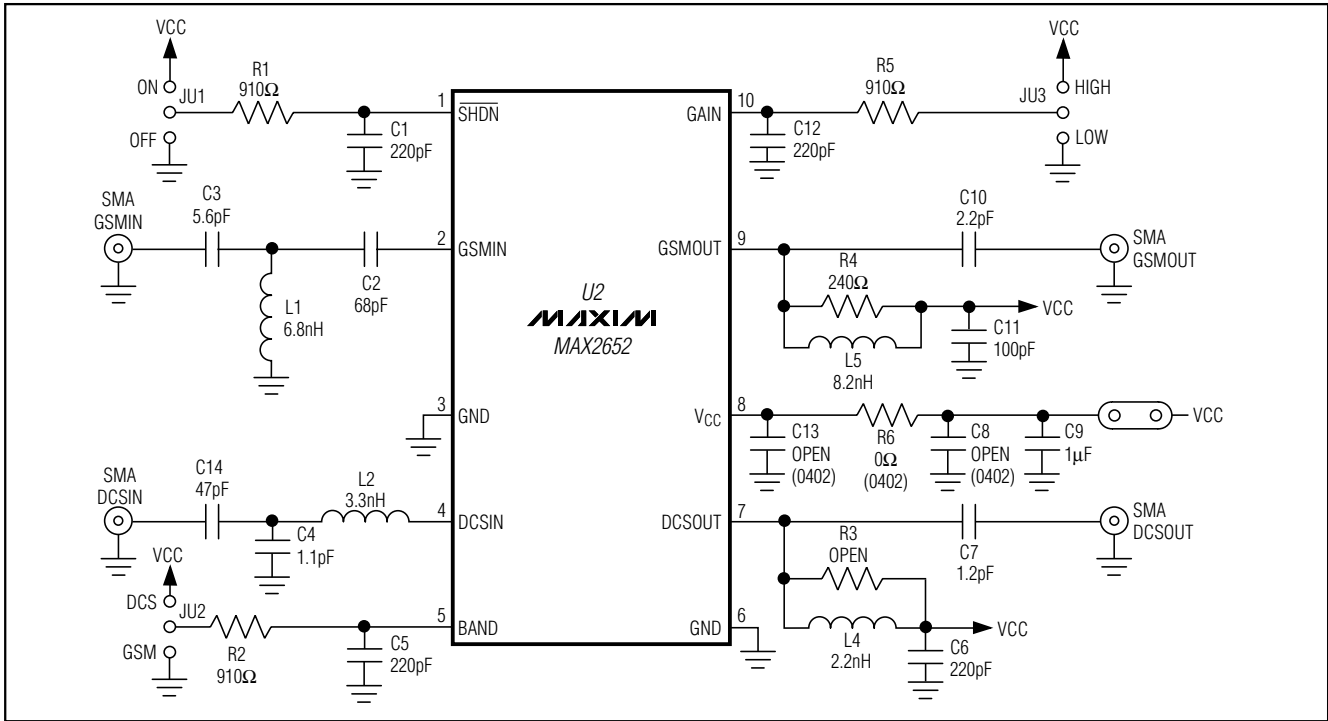 VCC
ON
JU1
OFF
R1
910Ω
C1
220pF
1
SHDN
SMA
GSMIN
C3
5.6pF
L1
6.8nH
C2
68pF
2
GSMIN
3
GND
SMA
DCSIN
C14
47pF
C4
1.1pF
L2
3.3nH
4
DCSIN
VCC
DCS
JU2
GSM
R2
910Ω
C5
220pF
5
BAND
U2
MAXIM
MAX2652
10
GAIN
C12
220pF
R5
910Ω
VCC
HIGH
JU3
LOW
9
GSMOUT
C10
2.2pF
SMA
GSMOUT
R4
240Ω
L5
8.2nH
VCC
C11
100pF
8
VCC
C13
OPEN
(0402)
R6
0Ω
(0402)
C8
OPEN
(0402)
C9
1μF
VCC
7
DCSOUT
C7
1.2pF
SMA
DCSOUT
R3
OPEN
L4
2.2nH
VCC
C6
220pF
6
GND